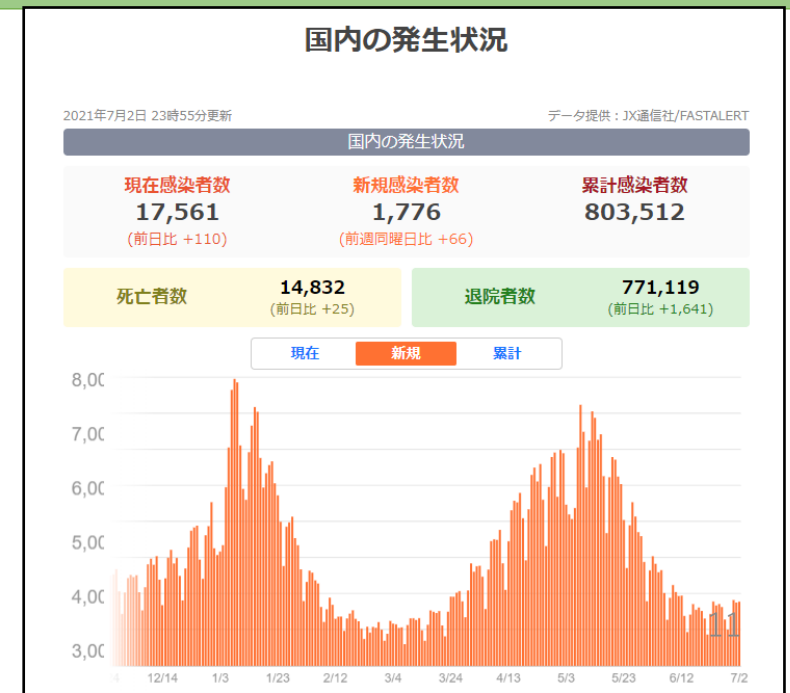 国内の発生状況
2021年7月2日 23時55分更新
データ提供：JX通信社/FASTALERT
国内の発生状況
現在感染者数
17,561
(前日比 +110)
新規感染者数
1,776
(前週同曜日比 +66)
累計感染者数
803,512
死亡者数
14,832
(前日比 +25)
退院者数
771,119
(前日比 +1,641)
現在
新規
累計
8,00
7,00
6,00
5,00
4,00
3,00
11
4 12/14 1/3 1/23 2/12 3/4 3/24 4/13 5/3 5/23 6/12 7/2